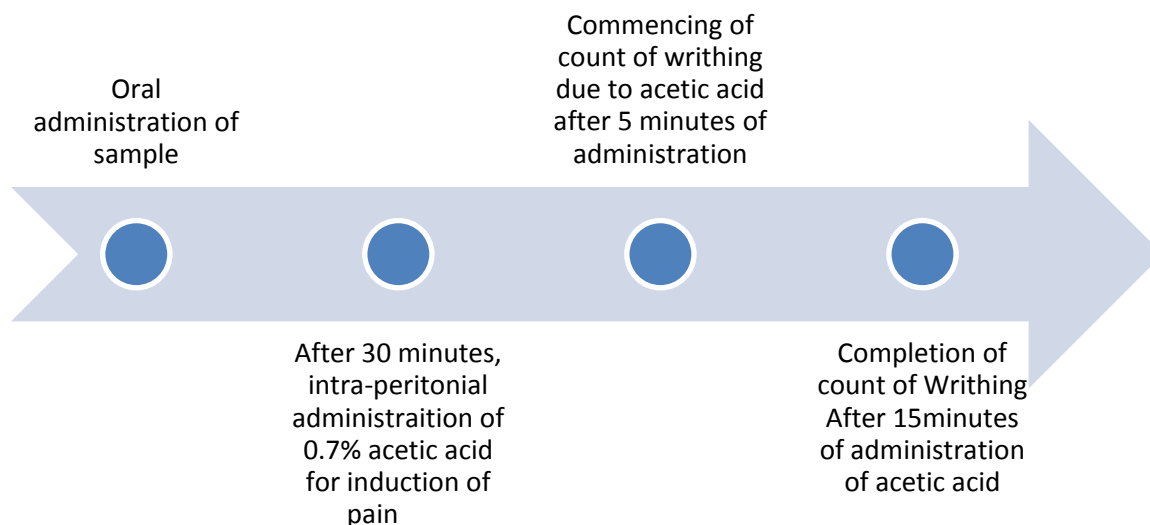 Oral
administration of
sample
After 30 minutes,
intra-peritonial
administraition of
0.7% acetic acid
for induction of
pain
Commencing of
count of writhing
due to acetic acid
after 5 minutes of
administration
Completion of
count of Writhing
After 15minutes
of administration
of acetic acid